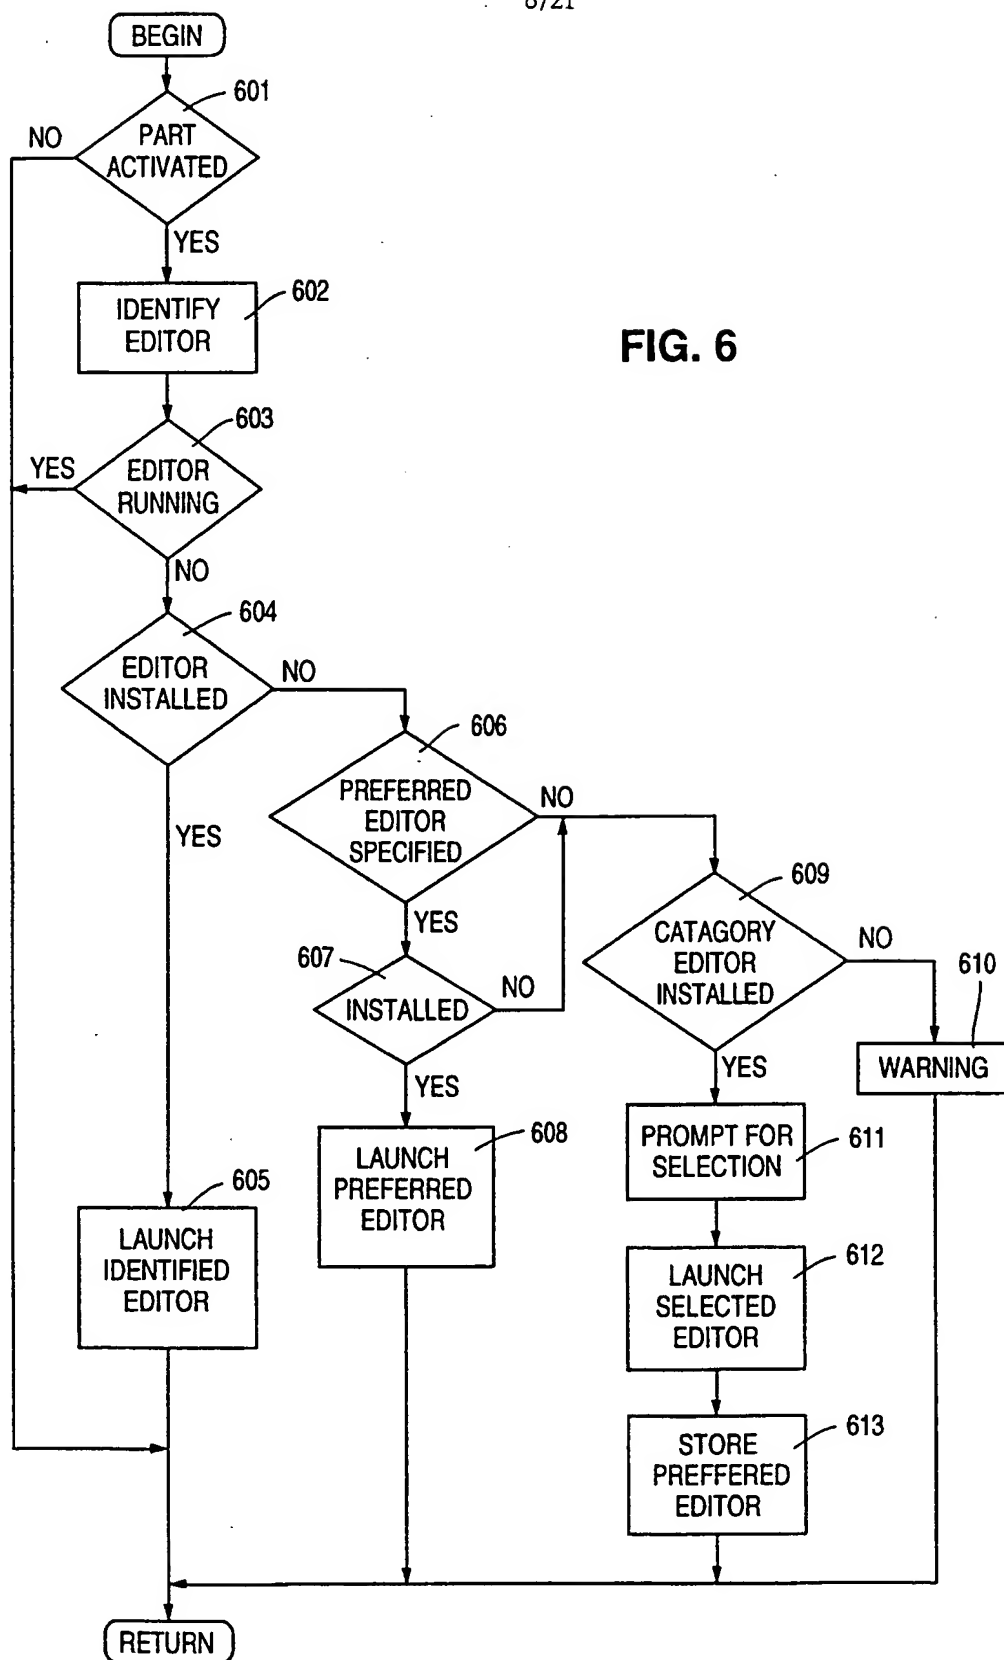 6/21
BEGIN
601
NO
PART
ACTIVATED
YES
602
IDENTIFY
EDITOR
FIG. 6
603
YES
EDITOR
RUNNING
NO
604
EDITOR
INSTALLED
NO
606
PREFERRED
EDITOR
SPECIFIED
NO
YES
YES
609
CATAGORY
EDITOR
INSTALLED
NO
607
INSTALLED
NO
610
WARNING
YES
YES
608
LAUNCH
PREFERRED
EDITOR
PROMPT FOR
SELECTION
611
605
LAUNCH
IDENTIFIED
EDITOR
612
LAUNCH
SELECTED
EDITOR
613
STORE
PREFFERED
EDITOR
RETURN